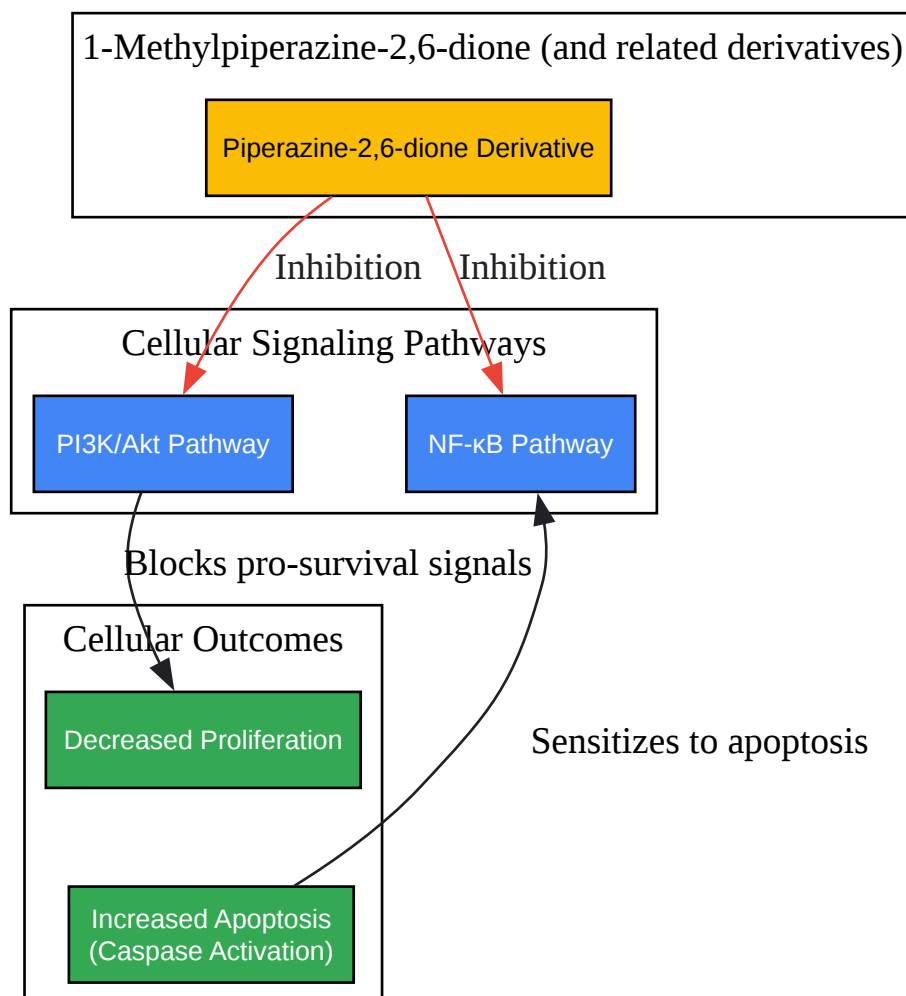 1-Methylpiperazine-2,6-dione (and related derivatives)
Piperazine-2,6-dione Derivative
Inhibition
Inhibition
Cellular Signaling Pathways
PI3K/Akt Pathway
NF-κB Pathway
Blocks pro-survival signals
Cellular Outcomes
Decreased Proliferation
Sensitizes to apoptosis
Increased Apoptosis
(Caspase Activation)